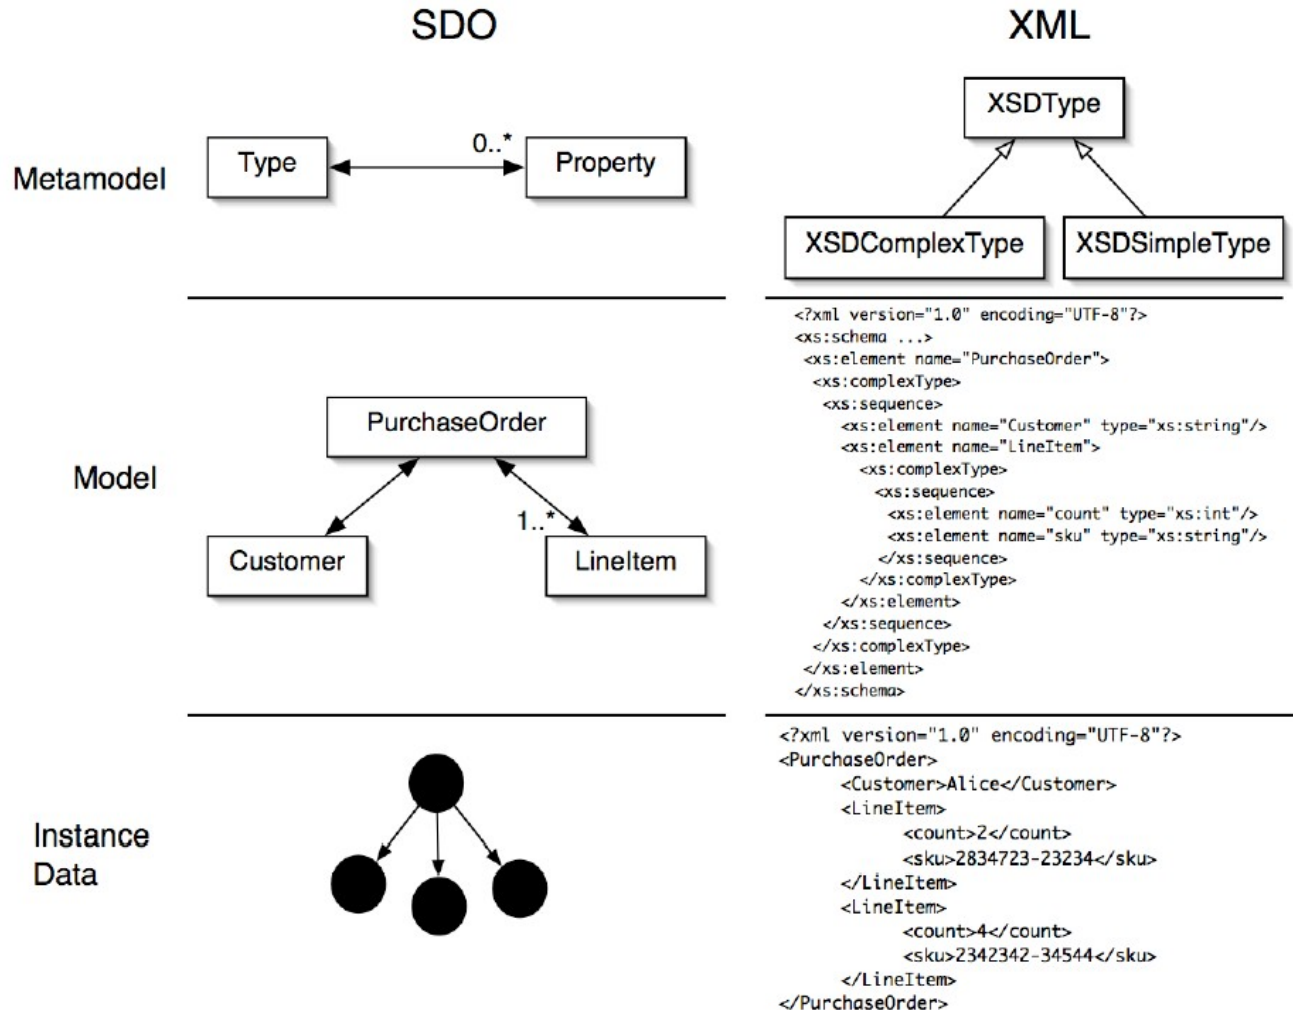 SDO
XML
Metamodel
Type
0..*
Property
XSDType
XSDComplexType
XSDSimpleType
Model
PurchaseOrder
1..*
Customer
LineItem
<?xml version="1.0" encoding="UTF-8"?>
<xs:schema ...>
<xs:element name="PurchaseOrder">
<xs:complexType>
<xs:sequence>
<xs:element name="Customer" type="xs:string"/>
<xs:element name="LineItem">
<xs:complexType>
<xs:sequence>
<xs:element name="count" type="xs:int"/>
<xs:element name="sku" type="xs:string"/>
</xs:sequence>
</xs:complexType>
</xs:element>
</xs:sequence>
</xs:complexType>
</xs:element>
</xs:schema>
Instance
Data
<?xml version="1.0" encoding="UTF-8"?>
<PurchaseOrder>
<Customer>Alice</Customer>
<LineItem>
<count>2</count>
<sku>2834723-23234</sku>
</LineItem>
<LineItem>
<count>4</count>
<sku>2342342-34544</sku>
</LineItem>
</PurchaseOrder>